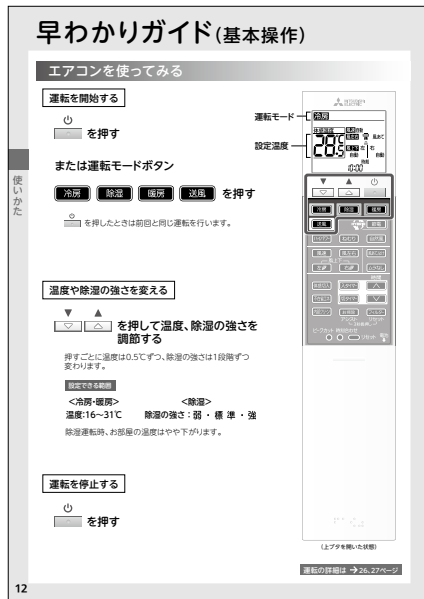 早わかりガイド(基本操作)
エアコンを使ってみる
運転を開始する
を押す
または運転モードボタン
冷房 除湿 暖房 送風 を押す
を押したときは前回と同じ運転を行います。
温度や除湿の強さを変える
を押して温度、除湿の強さを
調節する
押すごとに温度は0.5℃ずつ、除湿の強さは1段階ずつ
変わります。
設定できる範囲
<冷房・暖房>
温度:16～31℃
<除湿>
除湿の強さ：弱 ・ 標 準 ・ 強
除湿運転時、お部屋の温度はやや下がります。
運転を停止する
を押す
運転モード
設定温度
冷房
体感温度
28.5
冷房 除湿 暖房
送風
(上ブタを開いた状態)
運転の詳細は →26、27ページ
使いかた
12